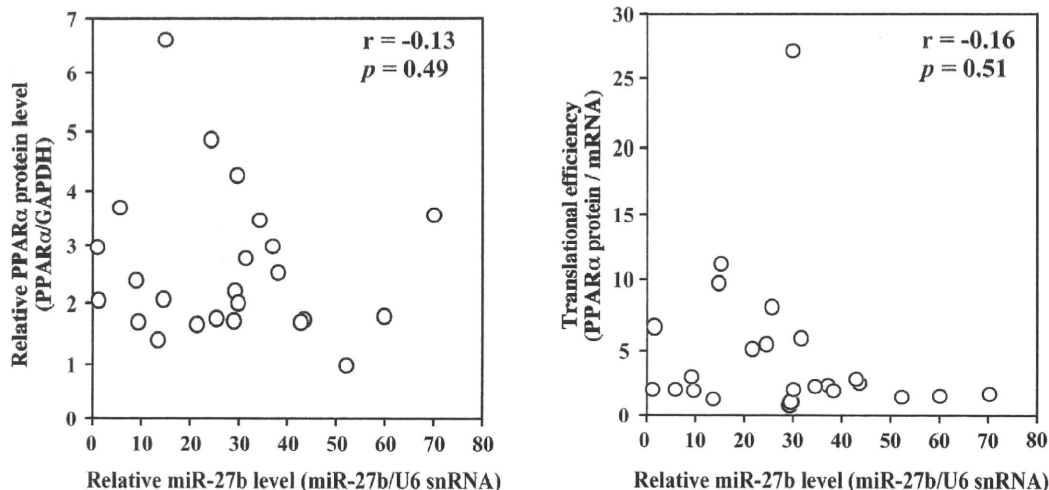 7
6
5
4
3
2
1
0
Relative PPARα protein level
(PPARα/GAPDH)
r = -0.13
p = 0.49
0 10 20 30 40 50 60 70 80
Relative miR-27b level (miR-27b/U6 snRNA)
30
25
20
15
10
5
0
Translational efficiency
(PPARα protein / mRNA)
r = -0.16
p = 0.51
0 10 20 30 40 50 60 70 80
Relative miR-27b level (miR-27b/U6 snRNA)